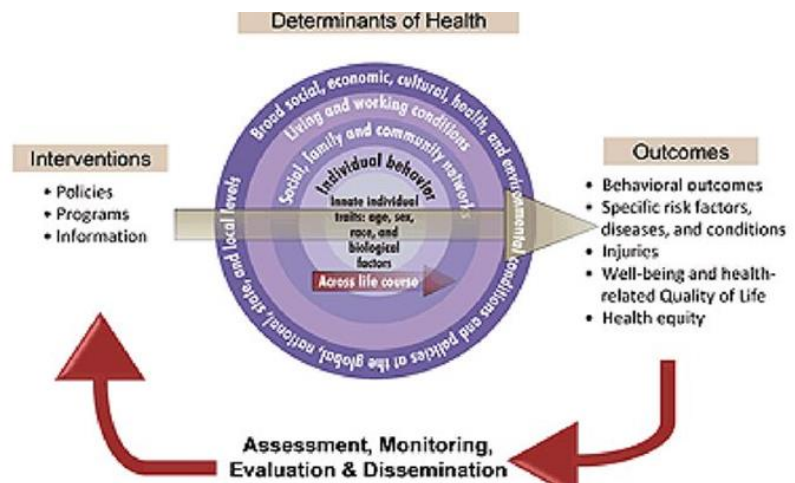 Determinants of Health
Interventions
• Policies
• Programs
• Information
Broad social, economic, cultural, health, and environmental conditions and policies at the global, national, state, and local levels
Living and working conditions
Social, family and community networks
Individual behavior
Innate individual
traits: age, sex,
race, and
biological
factors
Across life course
Outcomes
• Behavioral outcomes
• Specific risk factors,
diseases, and conditions
• Injuries
• Well-being and health-
related Quality of Life
• Health equity
Assessment, Monitoring,
Evaluation & Dissemination